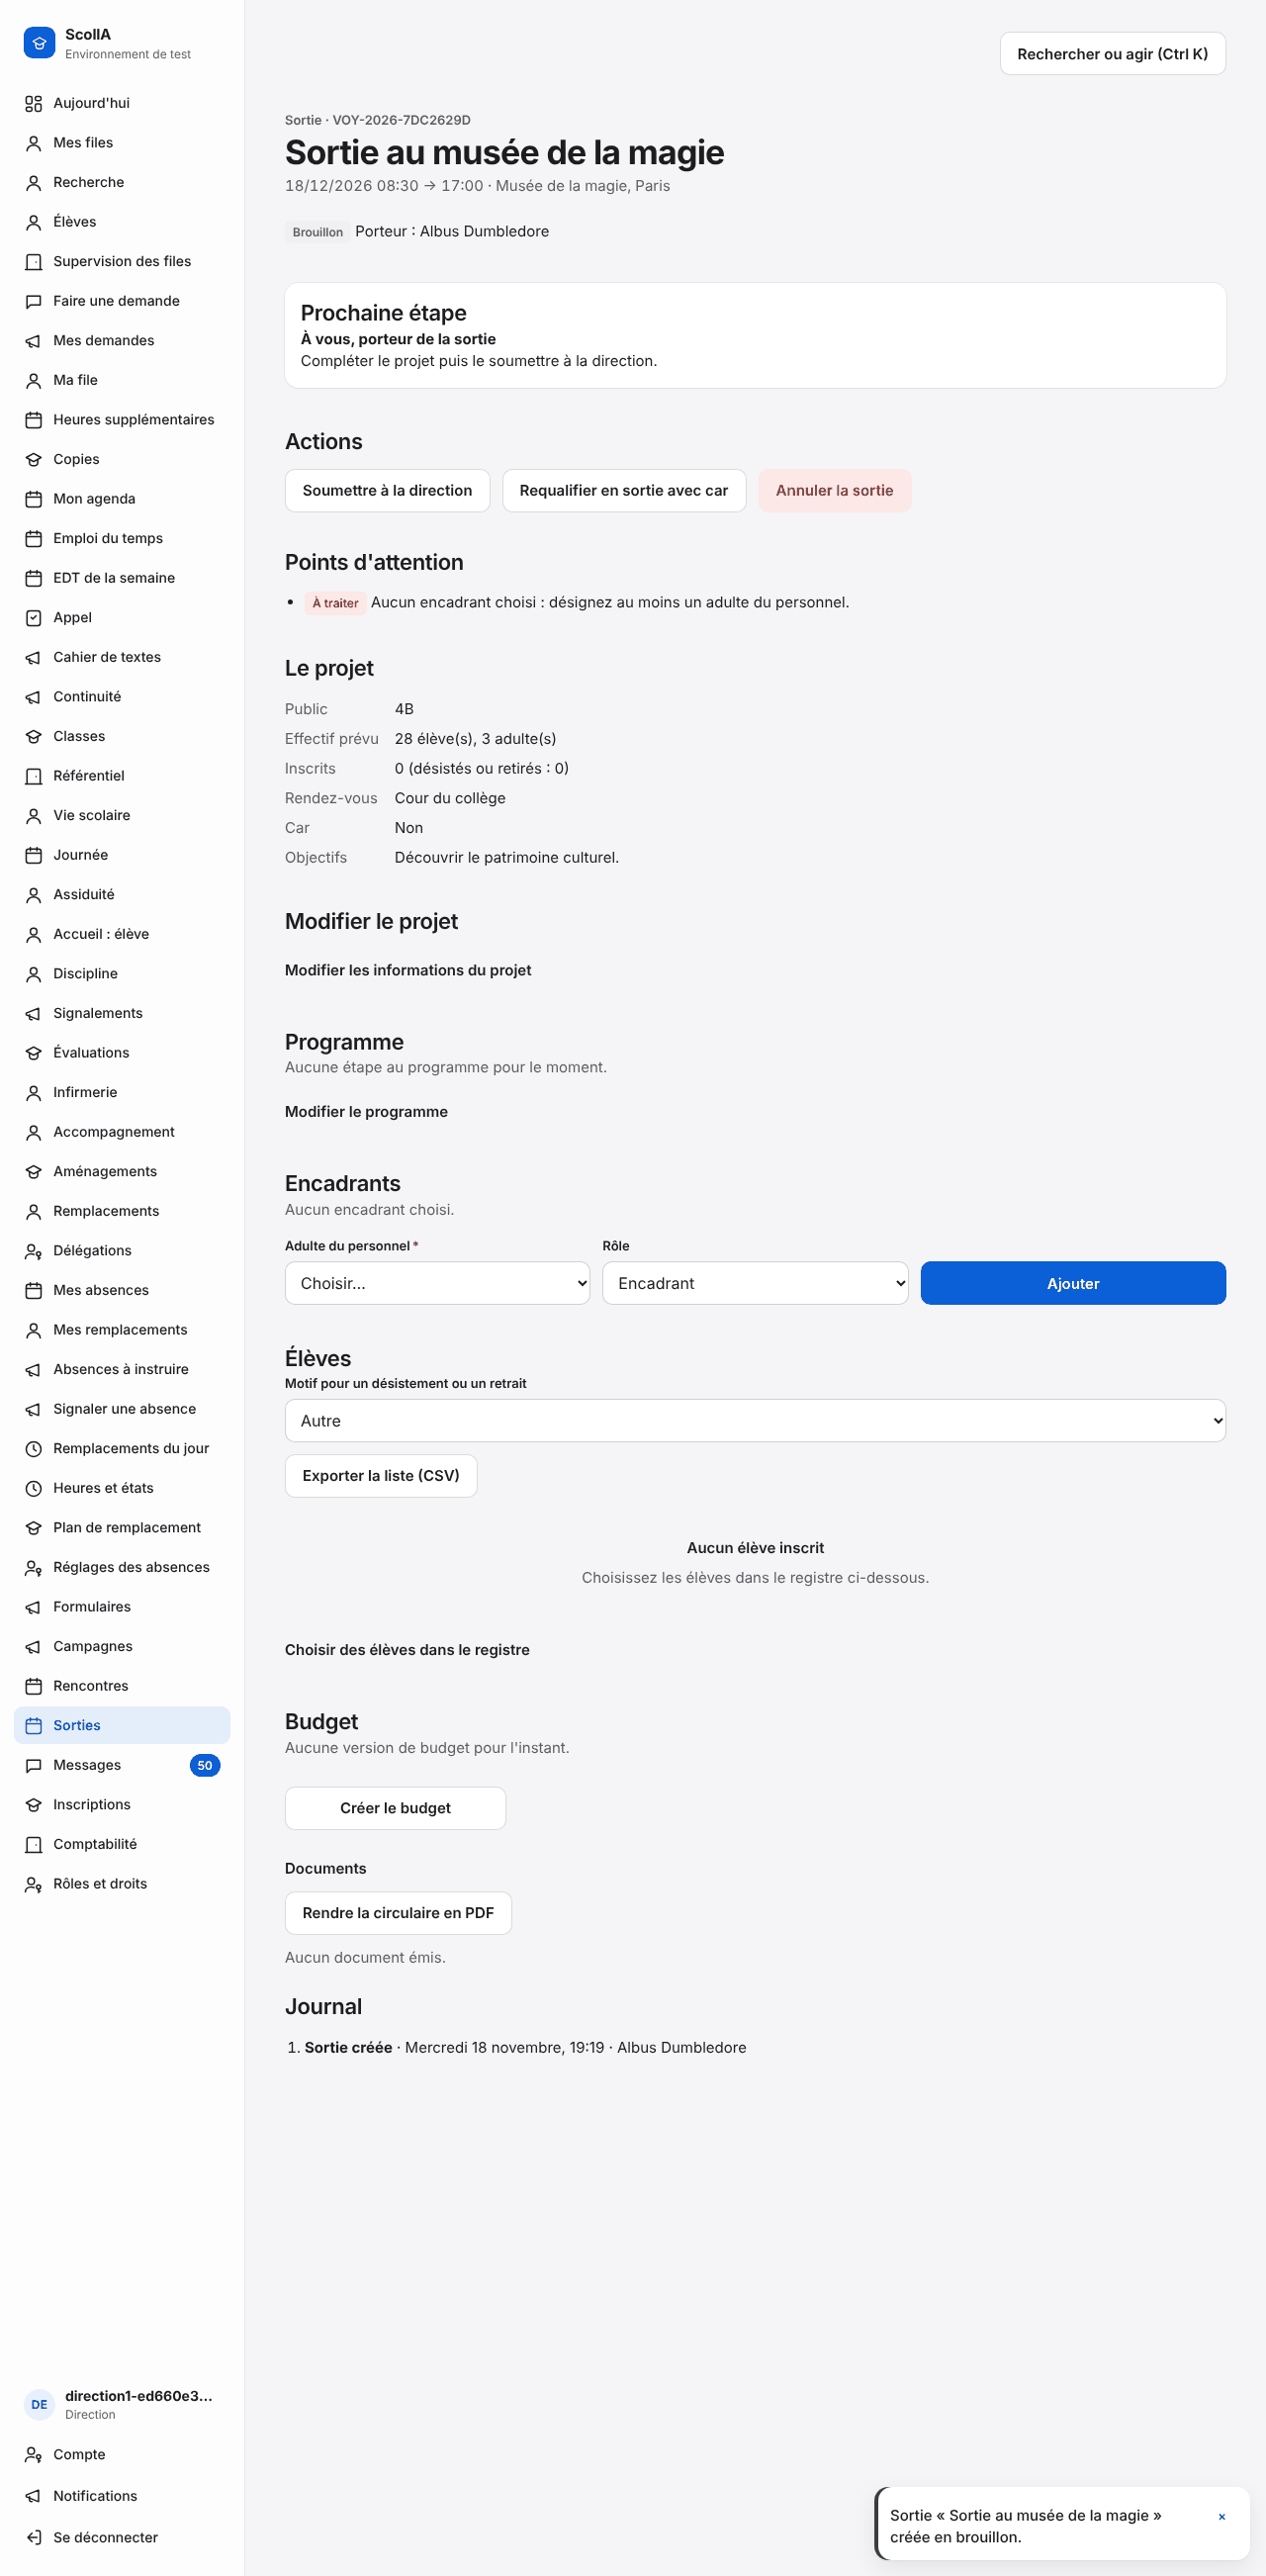 ScolIA
Environnement de test
Aujourd'hui
Mes files
Recherche
Élèves
Supervision des files
Faire une demande
Mes demandes
Ma file
Heures supplémentaires
Copies
Mon agenda
Emploi du temps
EDT de la semaine
Appel
Cahier de textes
Continuité
Classes
Référentiel
Vie scolaire
Journée
Assiduité
Accueil : élève
Discipline
Signalements
Évaluations
Infirmerie
Accompagnement
Aménagements
Remplacements
Délégations
Mes absences
Mes remplacements
Absences à instruire
Signaler une absence
Remplacements du jour
Heures et états
Plan de remplacement
Réglages des absences
Formulaires
Campagnes
Rencontres
Sorties
Messages 50
Inscriptions
Comptabilité
Rôles et droits
DE direction1-ed660e3...
Direction
Compte
Notifications
Se déconnecter
Rechercher ou agir (Ctrl K)
Sortie · VOY-2026-7DC2629D
Sortie au musée de la magie
18/12/2026 08:30 → 17:00 · Musée de la magie, Paris
Brouillon Porteur : Albus Dumbledore
Prochaine étape
À vous, porteur de la sortie
Compléter le projet puis le soumettre à la direction.
Actions
Soumettre à la direction Requalifier en sortie avec car Annuler la sortie
Points d'attention
• À traiter Aucun encadrant choisi : désignez au moins un adulte du personnel.
Le projet
Public 4B
Effectif prévu 28 élève(s), 3 adulte(s)
Inscrits 0 (désistés ou retirés : 0)
Rendez-vous Cour du collège
Car Non
Objectifs Découvrir le patrimoine culturel.
Modifier le projet
Modifier les informations du projet
Programme
Aucune étape au programme pour le moment.
Modifier le programme
Encadrants
Aucun encadrant choisi.
Adulte du personnel * Rôle
Choisir... Encadrant Ajouter
Élèves
Motif pour un désistement ou un retrait
Autre
Exporter la liste (CSV)
Aucun élève inscrit
Choisissez les élèves dans le registre ci-dessous.
Choisir des élèves dans le registre
Budget
Aucune version de budget pour l'instant.
Créer le budget
Documents
Rendre la circulaire en PDF
Aucun document émis.
Journal
1. Sortie créée · Mercredi 18 novembre, 19:19 · Albus Dumbledore
Sortie « Sortie au musée de la magie » ×
créée en brouillon.